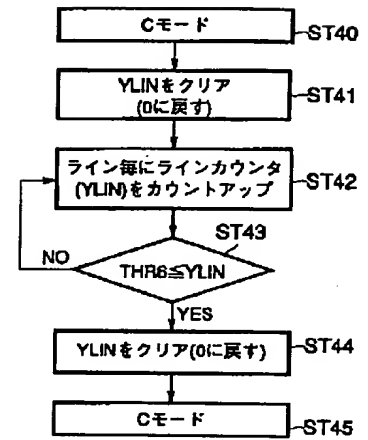 Cモード
ST40
YLINをクリア
(0に戻す)
ST41
ライン毎にラインカウンタ
(YLIN)をカウントアップ
ST42
ST43
NO
THR6≦YLIN
YES
YLINをクリア(0に戻す)
ST44
Cモード
ST45